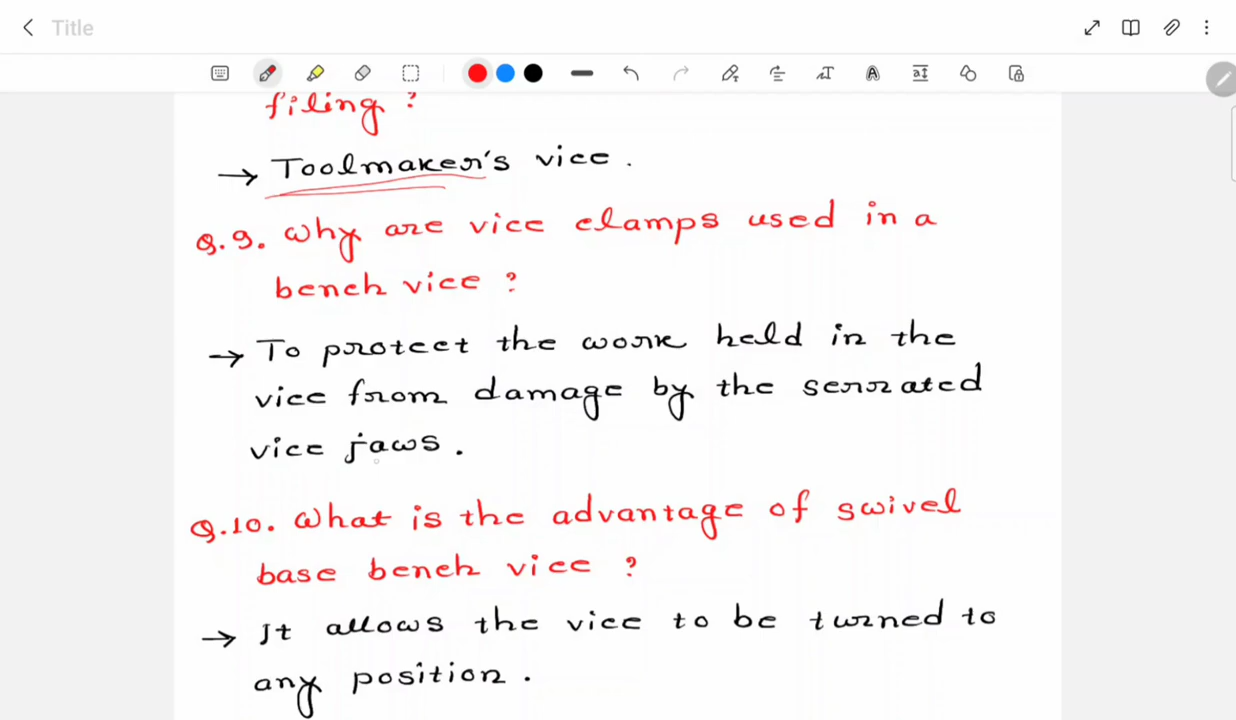 Title
filing ?
→ Toolmaker's vice .
Q.9. Why are vice clamps used in a
bench vice ?
→ To protect the work held in the
vice from damage by the serrated
vice jaws .
Q.10. What is the advantage of swivel
base bench vice ?
→ It allows the vice to be turned to
any position .